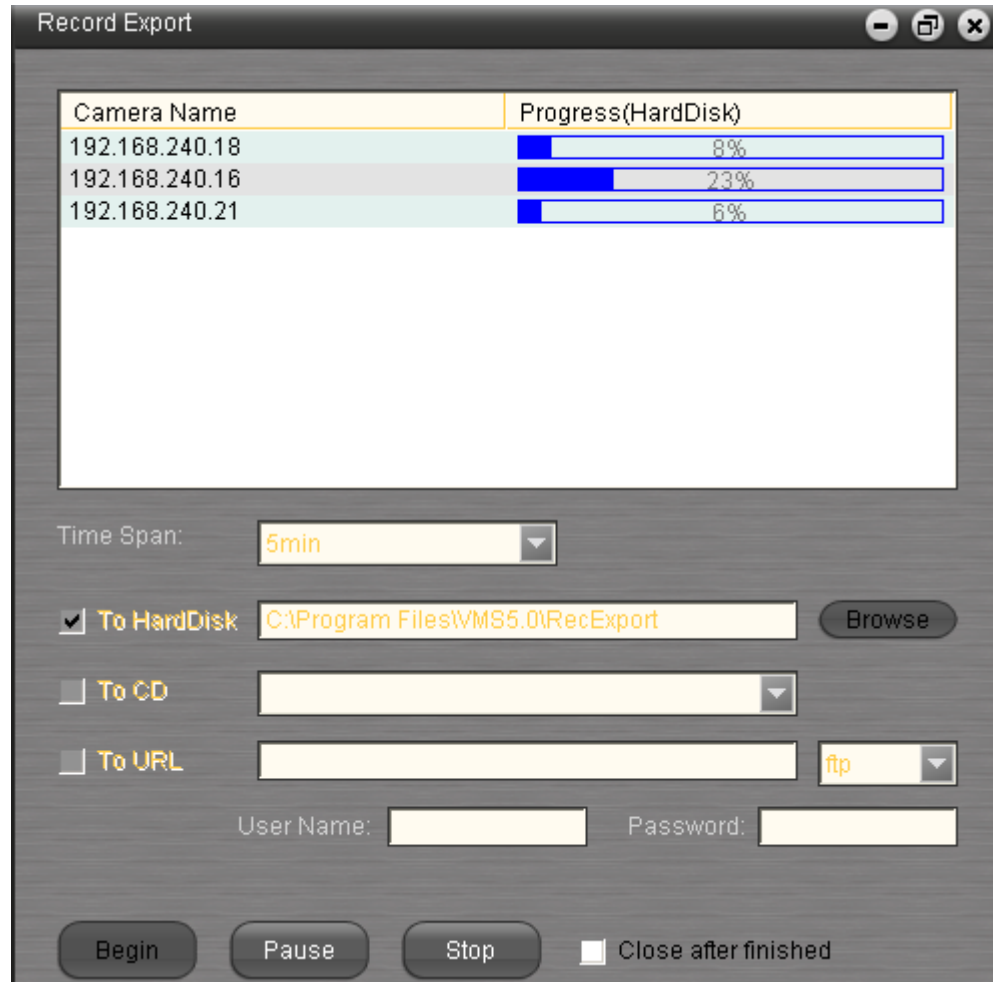 Record Export
Camera Name Progress(HardDisk)
192.168.240.18 8%
192.168.240.16 23%
192.168.240.21 6%
Time Span: 5min
To HardDisk C:\Program Files\VMS5.0\RecExport Browse
To CD
To URL ftp
User Name: Password:
Begin Pause Stop Close after finished